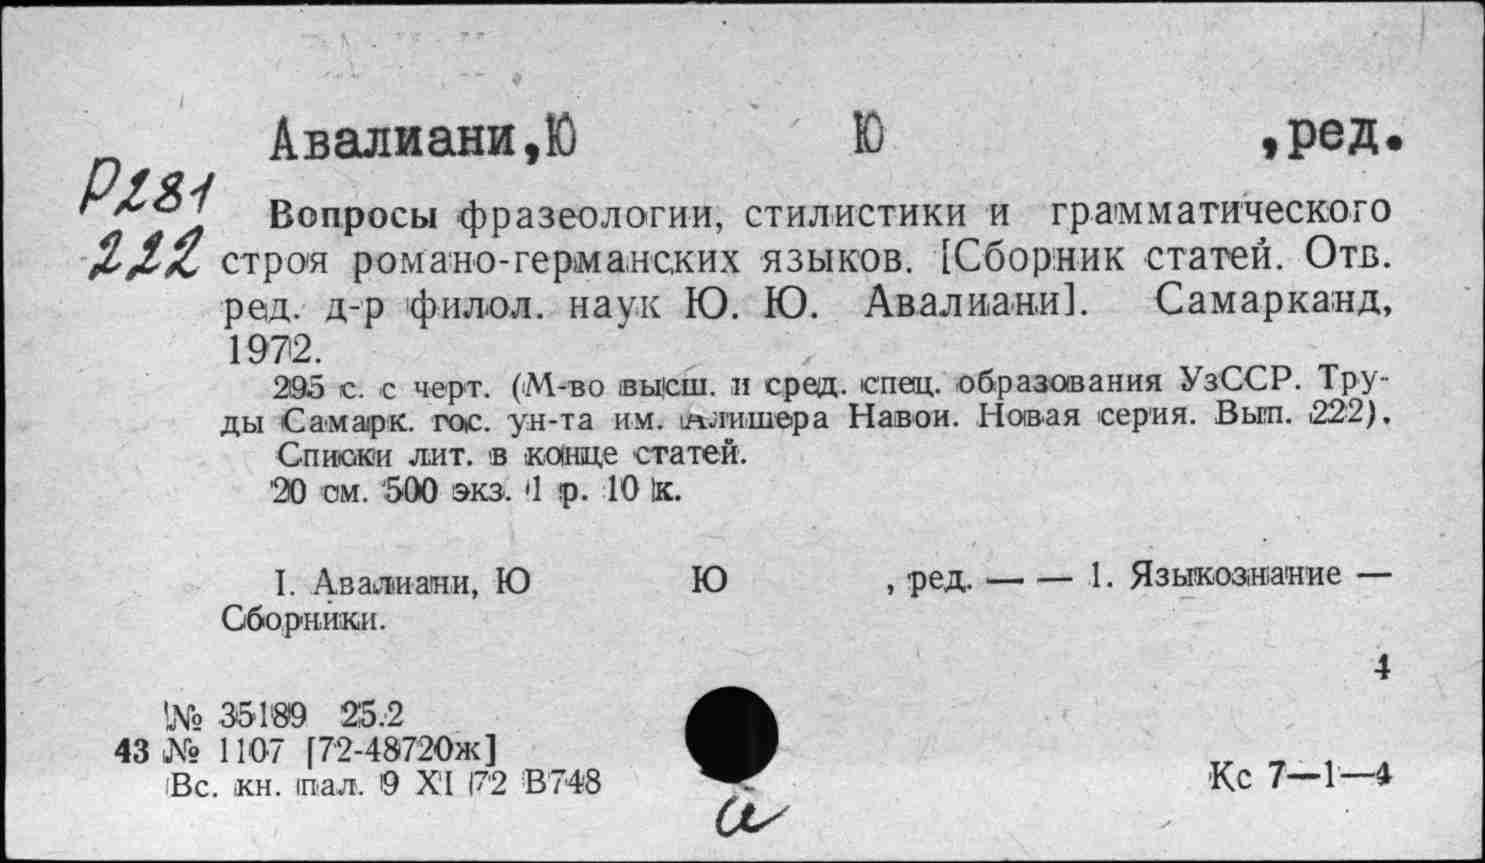 Авалиани,Ю Ю ,ред.
Р281
222
Вопросы фразеологии, стилистики и грамматического
строя романо-германских языков. [Сборник статей. Отв.
ред. д-р филол. наук Ю. Ю. Авалиани]. Самарканд,
1972.
295 с. с черт. (М-во высш. и сред. спец. образования УзССР. Тру-
ды Самарк. гос. ун-та им. Алишера Навои. Новая серия. Вып. 222).
Списки лит. в конце статей.
20 см. 500 экз. 1 р. 10 к.
I. Авалиани, Ю Ю , ред. — — 1. Языкознание —
Сборники.
4
№ 35189 25.2
43 № 1107 [72-48720ж]
Вс. кн. пал. 9 XI 72 В748
Кс 7—1—4
а